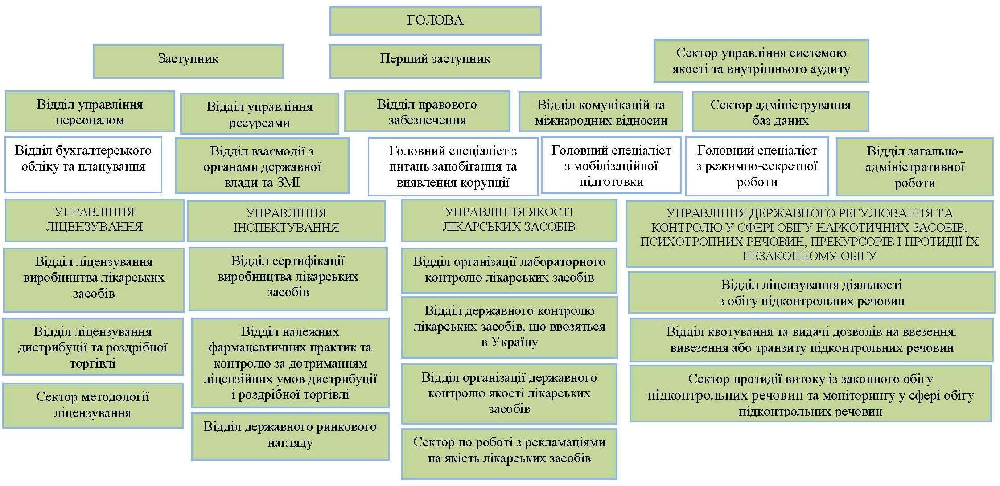 ГОЛОВА
Заступник
Перший заступник
Сектор управління системою
якості та внутрішнього аудиту
Відділ управління
персоналом
Відділ управління
ресурсами
Відділ правового
забезпечення
Відділ комунікацій та
міжнародних відносин
Сектор адміністрування
баз даних
Відділ бухгалтерського
обліку та планування
Відділ взаємодії з
органами державної
влади та ЗМІ
Головний спеціаліст з
питань запобігання та
виявлення корупції
Головний спеціаліст
з мобілізаційної
підготовки
Головний спеціаліст
з режимно-секретної
роботи
Відділ загально-
адміністративної
роботи
УПРАВЛІННЯ
ЛІЦЕНЗУВАННЯ
Відділ ліцензування
виробництва лікарських
засобів
Відділ ліцензування
дистрибуції та роздрібної
торгівлі
Сектор методології
ліцензування
УПРАВЛІННЯ
ІНСПЕКТУВАННЯ
Відділ сертифікації
виробництва лікарських
засобів
Відділ належних
фармацевтичних практик та
контролю за дотриманням
ліцензійних умов дистрибуції
і роздрібної торгівлі
Відділ державного ринкового
нагляду
УПРАВЛІННЯ ЯКОСТІ
ЛІКАРСЬКИХ ЗАСОБІВ
Відділ організації лабораторного
контролю лікарських засобів
Відділ державного контролю
лікарських засобів, що ввозяться
в Україну
Відділ організації державного
контролю якості лікарських
засобів
Сектор по роботі з рекламаціями
на якість лікарських засобів
УПРАВЛІННЯ ДЕРЖАВНОГО РЕГУЛЮВАННЯ ТА
КОНТРОЛЮ У СФЕРІ ОБІГУ НАРКОТИЧНИХ ЗАСОБІВ,
ПСИХОТРОПНИХ РЕЧОВИН, ПРЕКУРСОРІВ І ПРОТИДІЇ ЇХ
НЕЗАКОННОМУ ОБІГУ
Відділ ліцензування діяльності
з обігу підконтрольних речовин
Відділ квотування та видачі дозволів на ввезення,
вивезення або транзиту підконтрольних речовин
Сектор протидії витоку із законного обігу
підконтрольних речовин та моніторингу у сфері обігу
підконтрольних речовин